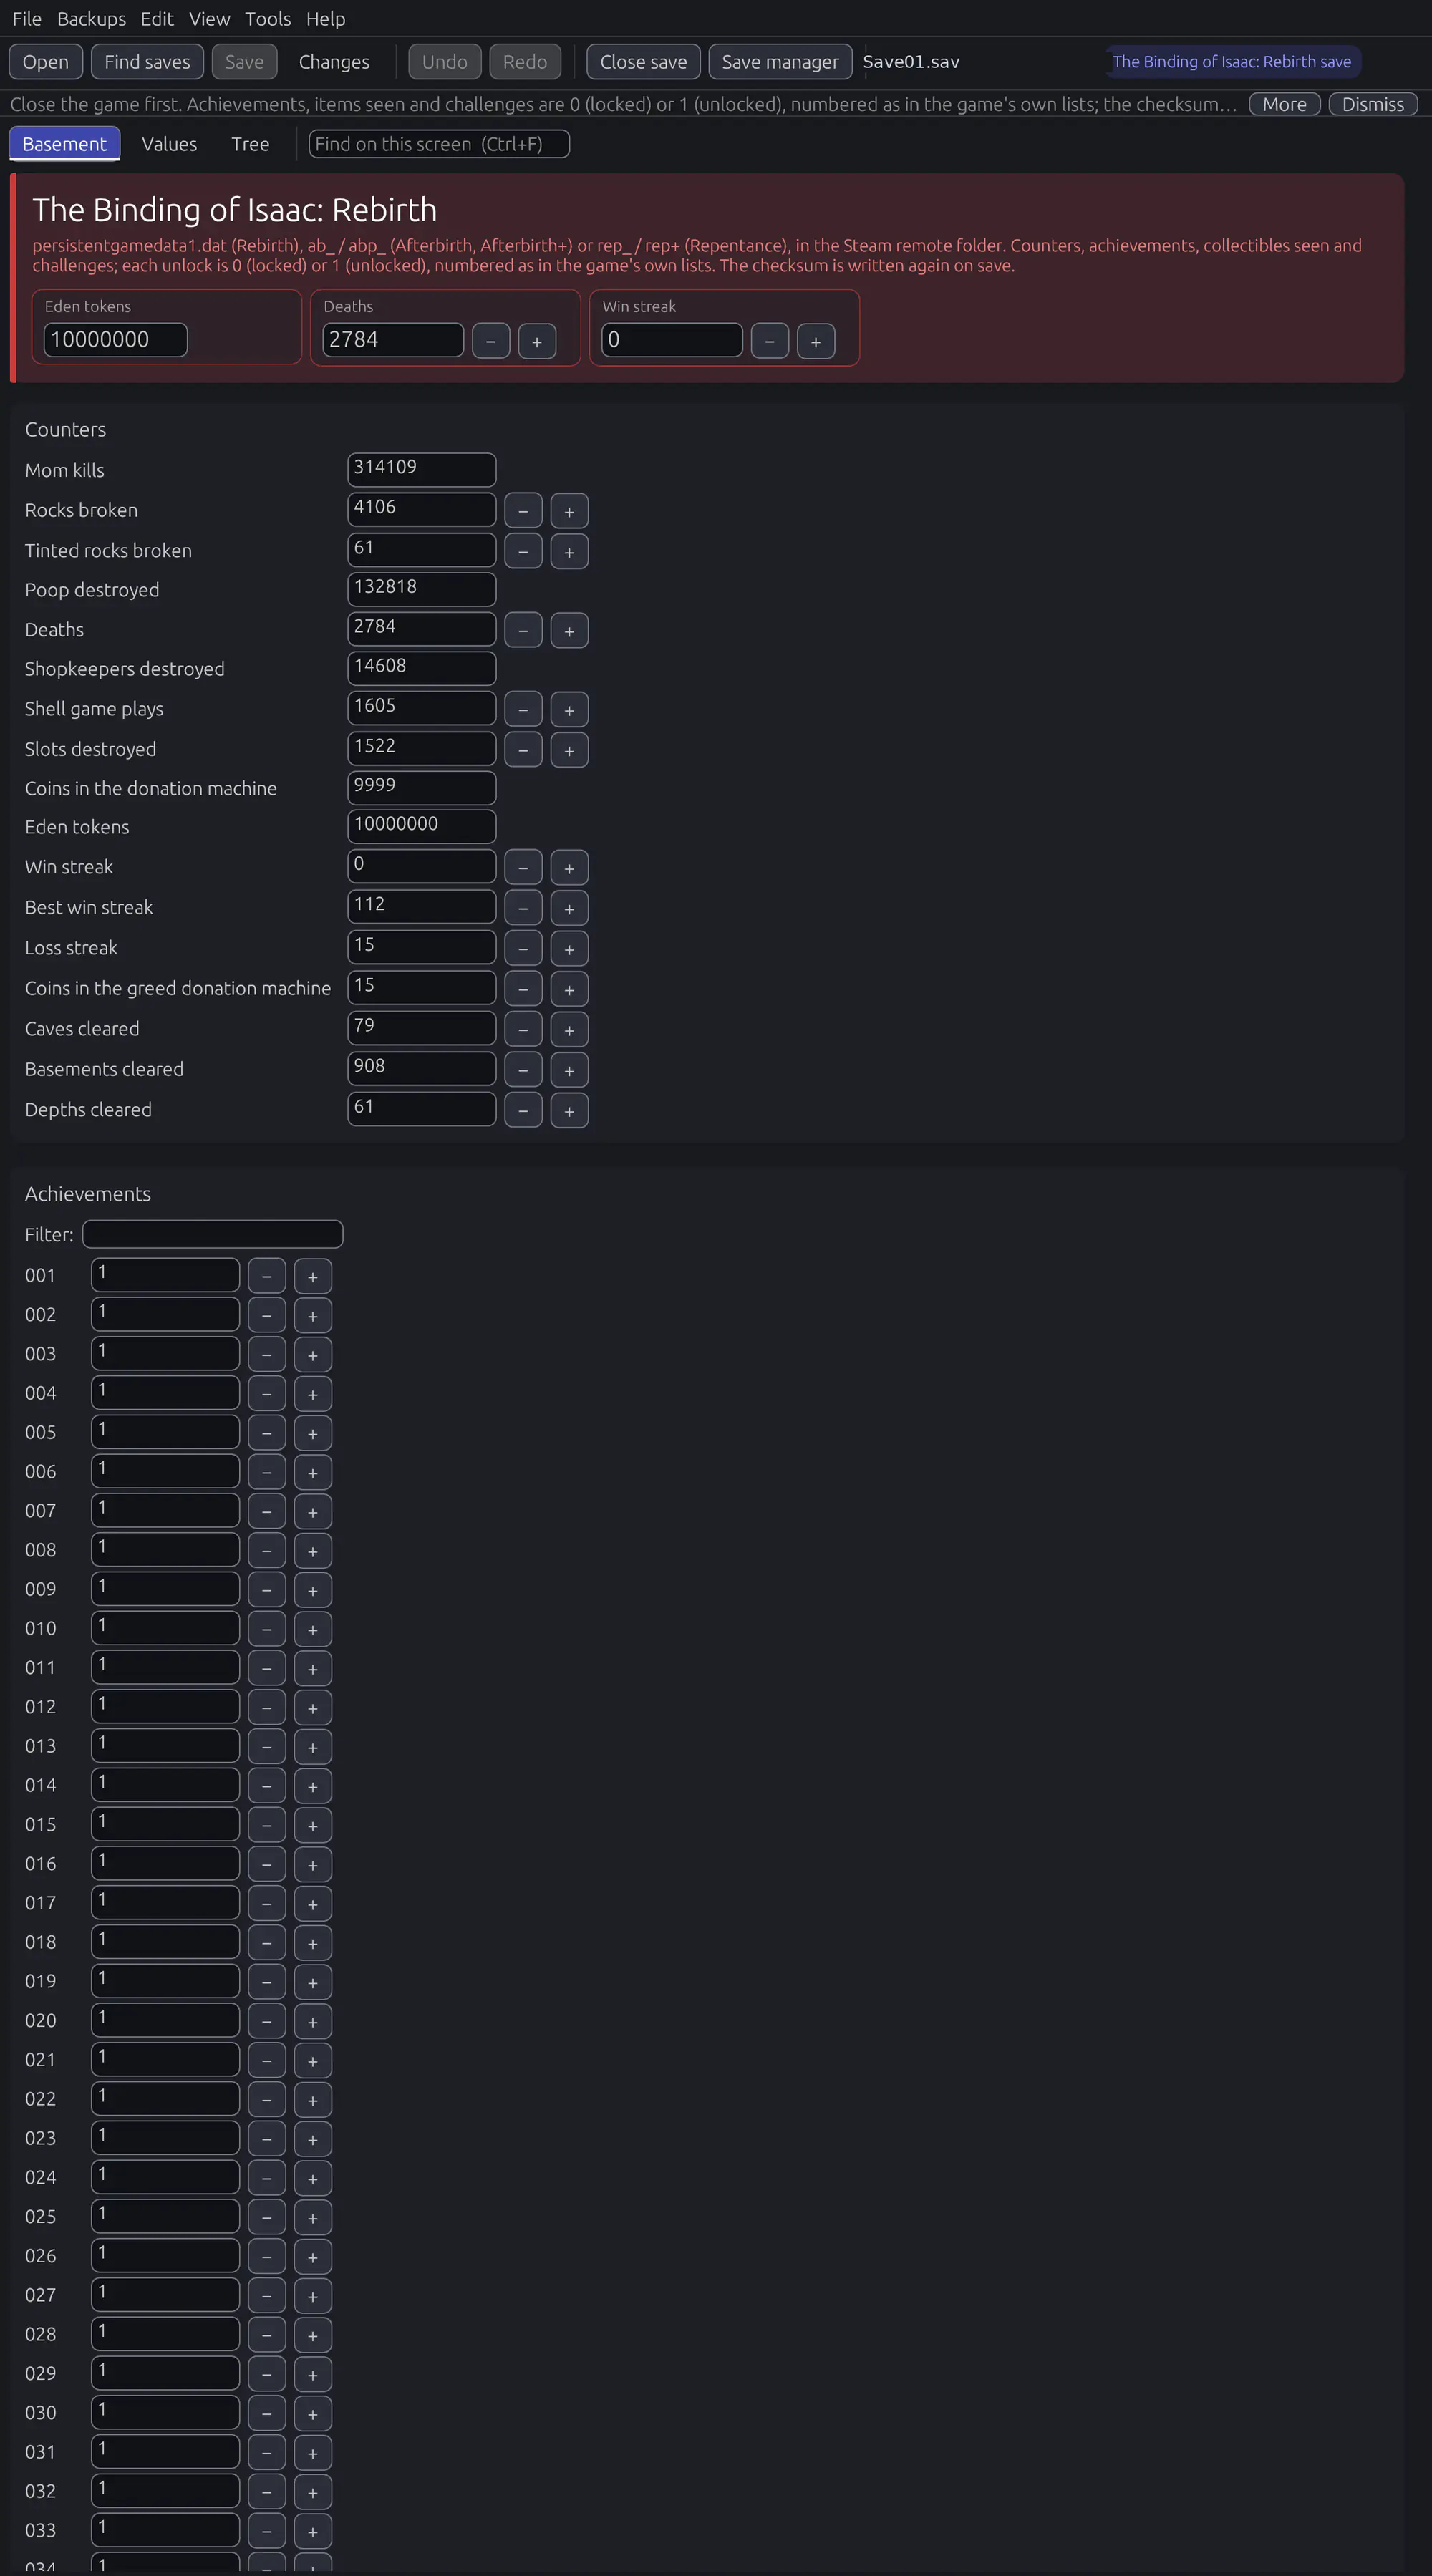 File Backups Edit View Tools Help
Open Find saves Save Changes Undo Redo Close save Save manager Save01.sav The Binding of Isaac: Rebirth save
Close the game first. Achievements, items seen and challenges are 0 (locked) or 1 (unlocked), numbered as in the game's own lists; the checksum… More Dismiss
Basement Values Tree Find on this screen (Ctrl+F)
The Binding of Isaac: Rebirth
persistentgamedata1.dat (Rebirth), ab_ / abp_ (Afterbirth, Afterbirth+) or rep_ / rep+ (Repentance), in the Steam remote folder. Counters, achievements, collectibles seen and
challenges; each unlock is 0 (locked) or 1 (unlocked), numbered as in the game's own lists. The checksum is written again on save.
Eden tokens Deaths Win streak
10000000 2784 − + 0 − +
Counters
Mom kills 314109
Rocks broken 4106 − +
Tinted rocks broken 61 − +
Poop destroyed 132818
Deaths 2784 − +
Shopkeepers destroyed 14608
Shell game plays 1605 − +
Slots destroyed 1522 − +
Coins in the donation machine 9999
Eden tokens 10000000
Win streak 0 − +
Best win streak 112 − +
Loss streak 15 − +
Coins in the greed donation machine 15 − +
Caves cleared 79 − +
Basements cleared 908 − +
Depths cleared 61 − +
Achievements
Filter:
001 1 − +
002 1 − +
003 1 − +
004 1 − +
005 1 − +
006 1 − +
007 1 − +
008 1 − +
009 1 − +
010 1 − +
011 1 − +
012 1 − +
013 1 − +
014 1 − +
015 1 − +
016 1 − +
017 1 − +
018 1 − +
019 1 − +
020 1 − +
021 1 − +
022 1 − +
023 1 − +
024 1 − +
025 1 − +
026 1 − +
027 1 − +
028 1 − +
029 1 − +
030 1 − +
031 1 − +
032 1 − +
033 1 − +
034 1 − +